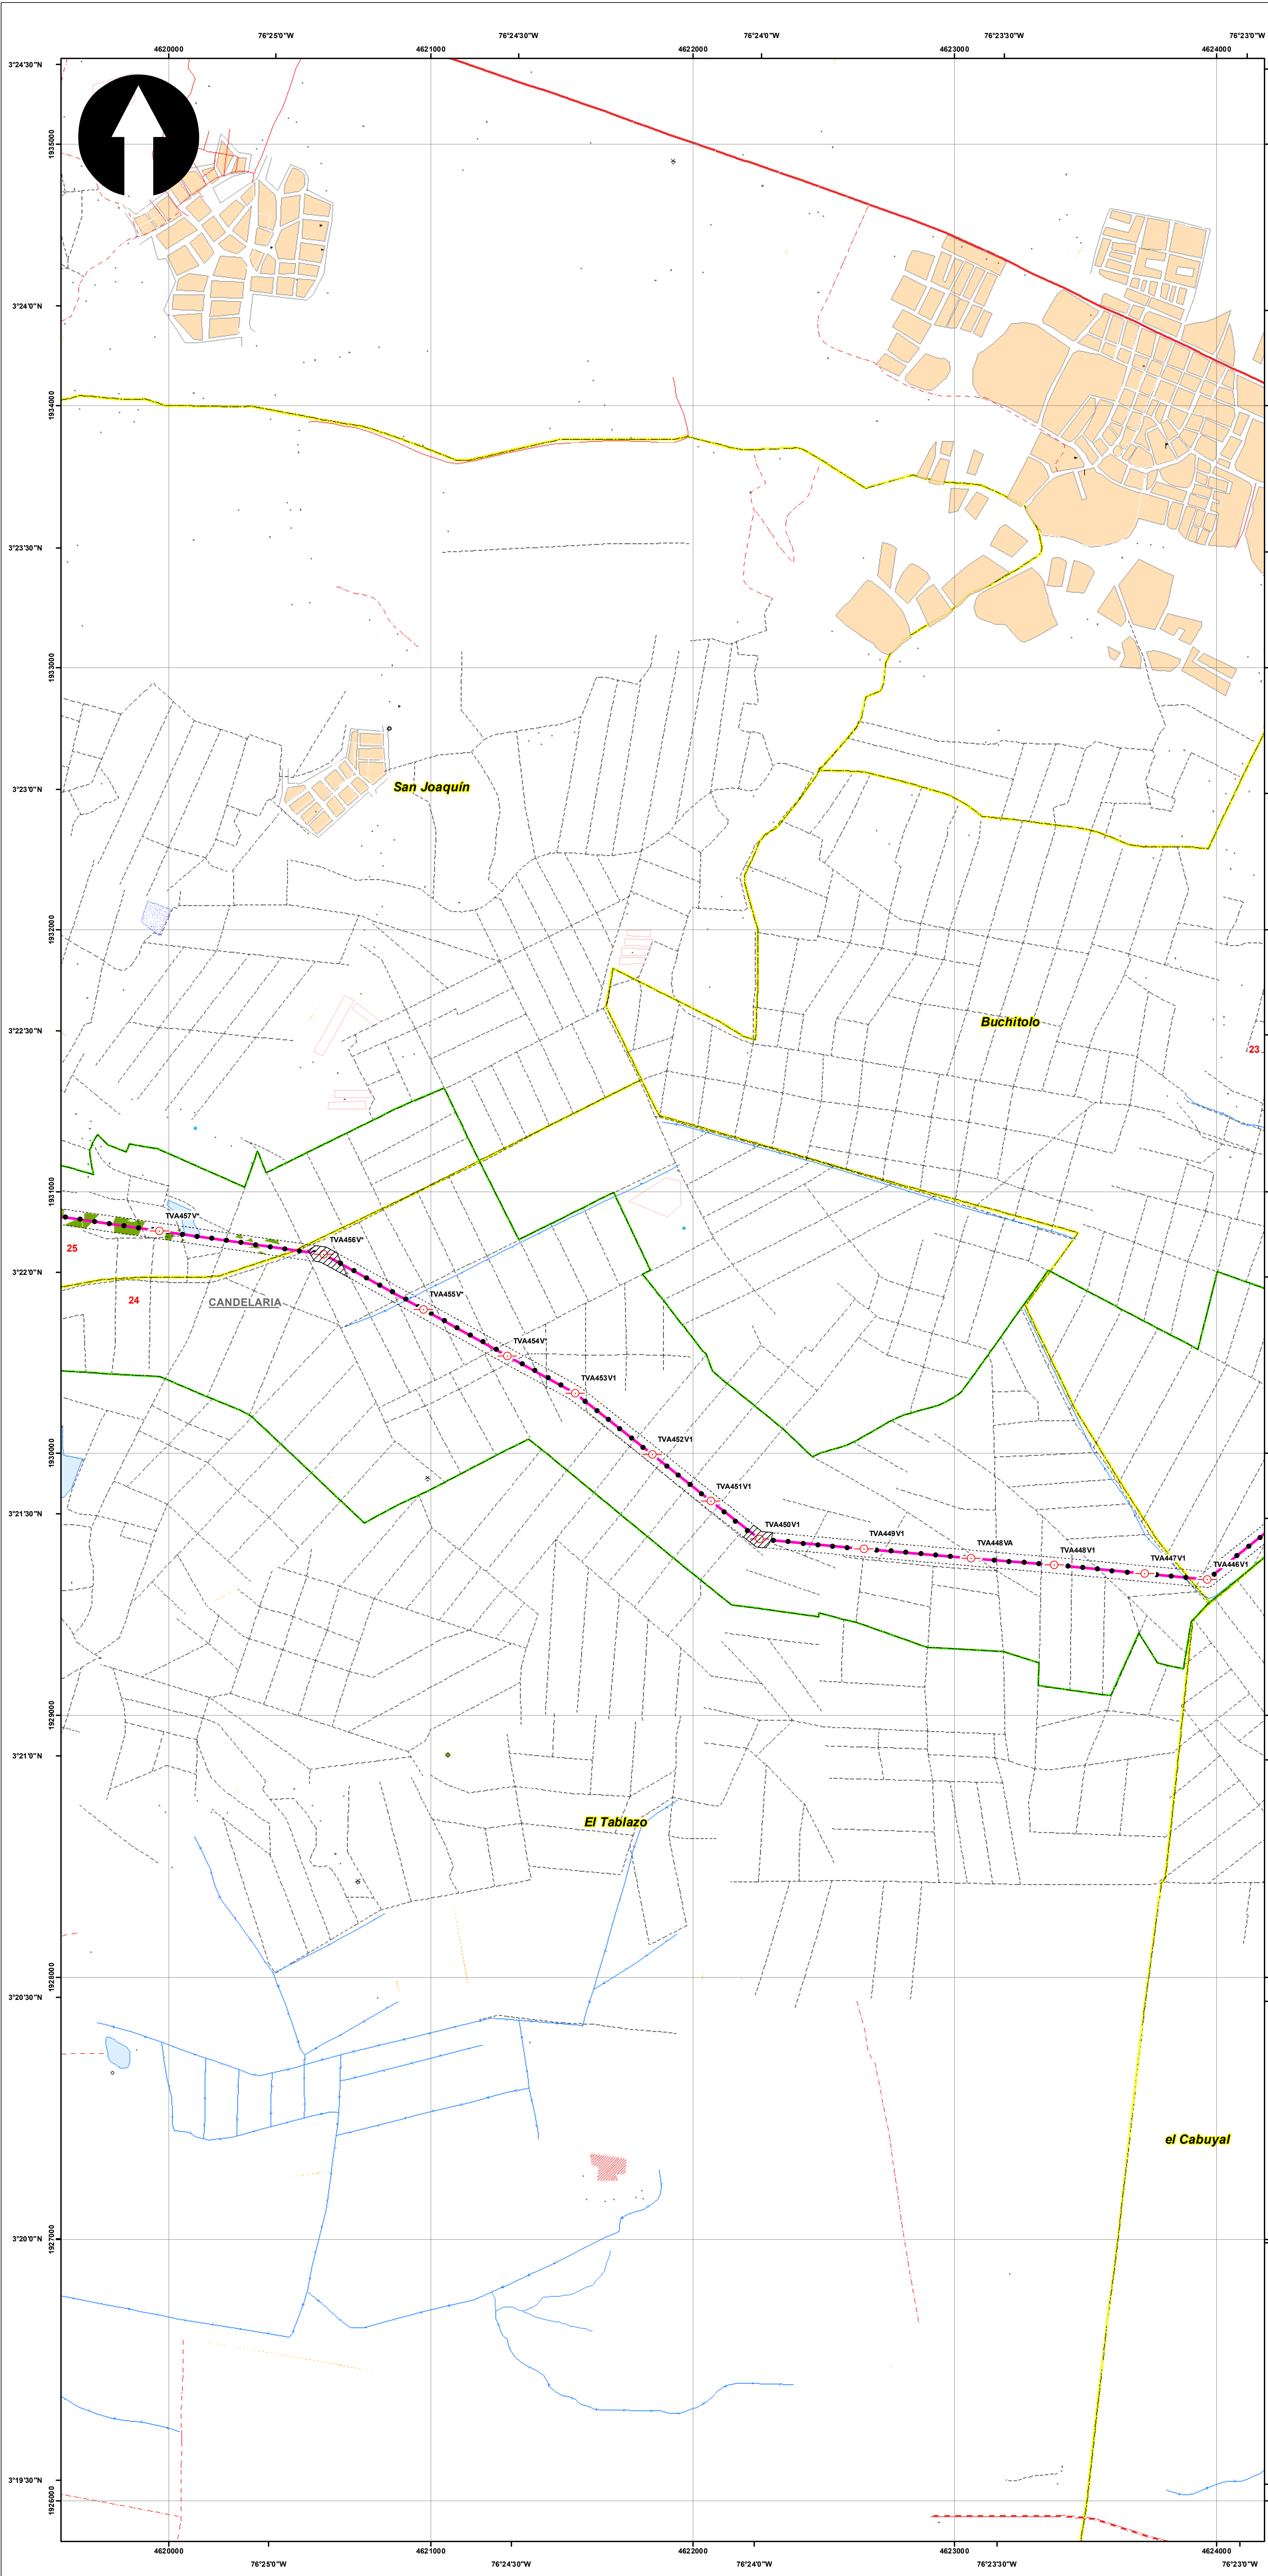 76°25'0"W 76°24'30"W 76°24'0"W 76°23'30"W 76°23'0"W
4620000 4621000 4622000 4623000 4624000
3°24'30"N
1935000
3°24'0"N
1934000
3°23'30"N
1933000
3°23'0"N
San Joaquín
1932000
3°22'30"N
Buchitolo
23
1931000
TVA457V*
TVA456V*
25
3°22'0"N
24
CANDELARIA
TVA455V*
TVA454V*
TVA453V1
TVA452V1
1930000
TVA451V1
3°21'30"N
TVA450V1
TVA449V1
TVA448VA
TVA448V1
TVA447V1
TVA446V1
1929000
3°21'0"N
El Tablazo
1928000
3°20'30"N
el Cabuyal
3°20'0"N
1927000
3°19'30"N
1926000
4620000 4621000 4622000 4623000 4624000
76°25'0"W 76°24'30"W 76°24'0"W 76°23'30"W 76°23'0"W